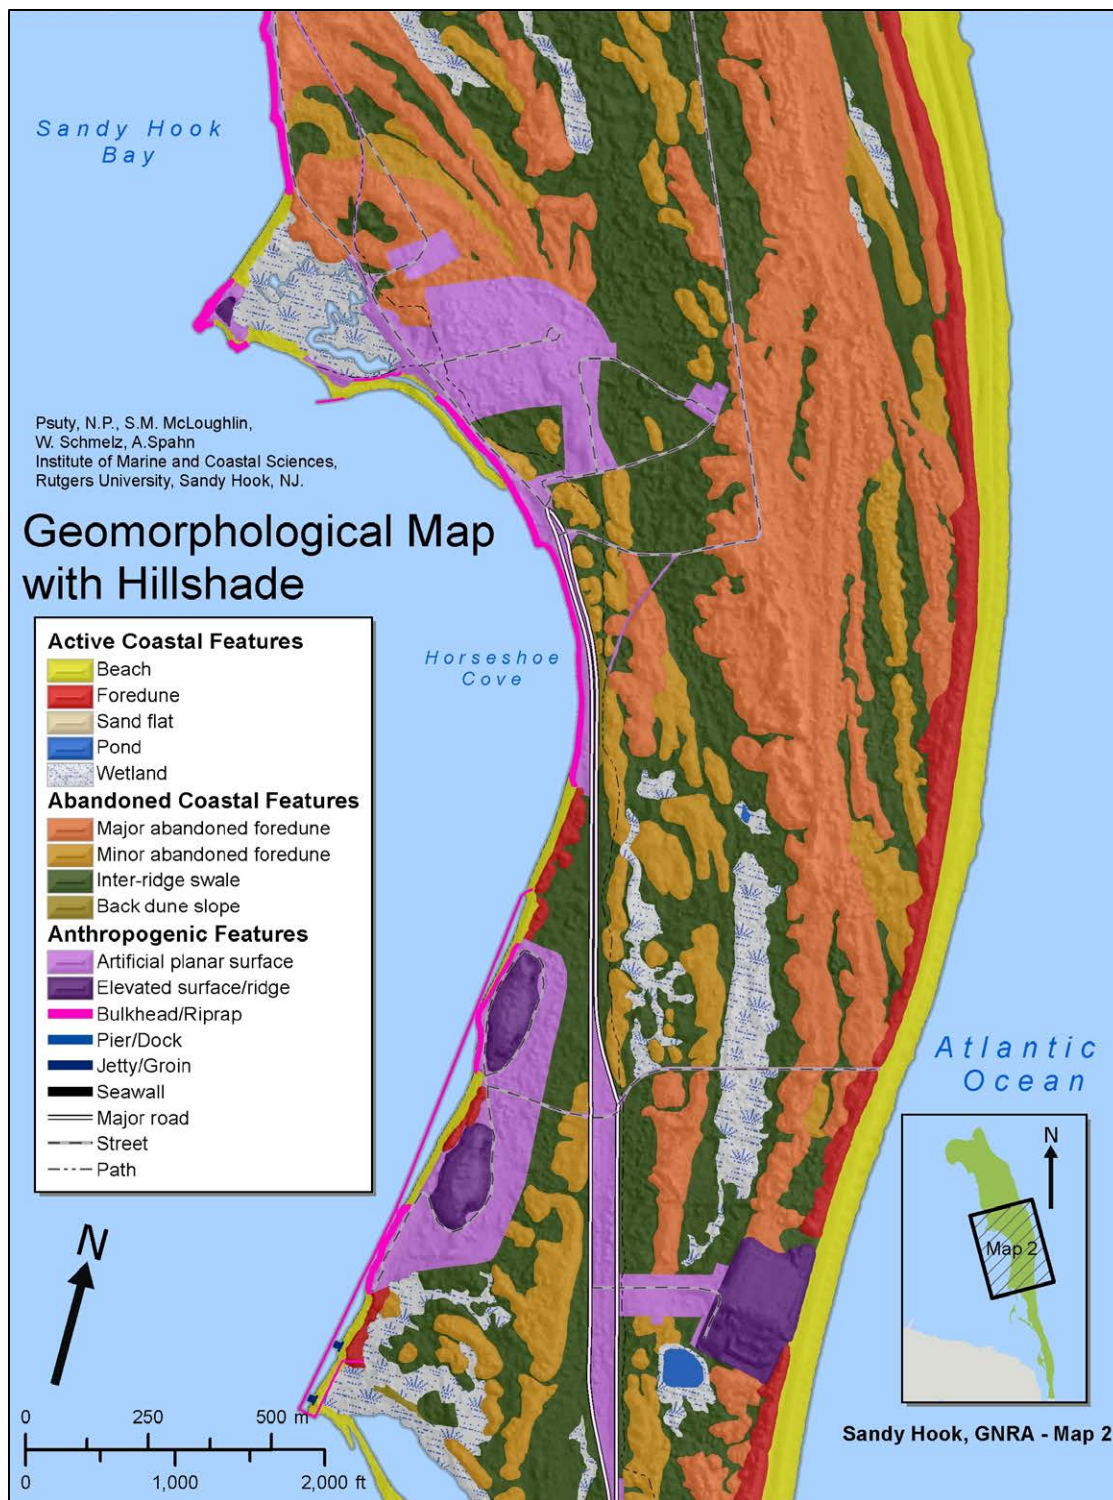 Sandy Hook
Bay
Psuty, N.P., S.M. McLoughlin,
W. Schmelz, A.Spahn
Institute of Marine and Coastal Sciences,
Rutgers University, Sandy Hook, NJ.
Geomorphological Map
with Hillshade
Active Coastal Features
Beach
Foredune
Sand flat
Pond
Wetland
Abandoned Coastal Features
Major abandoned foredune
Minor abandoned foredune
Inter-ridge swale
Back dune slope
Anthropogenic Features
Artificial planar surface
Elevated surface/ridge
Bulkhead/Riprap
Pier/Dock
Jetty/Groin
Seawall
Major road
Street
Path
Horseshoe
Cove
Atlantic
Ocean
N
Map 2
Sandy Hook, GNRA - Map 2
N
0 250 500 m
0 1,000 2,000 ft